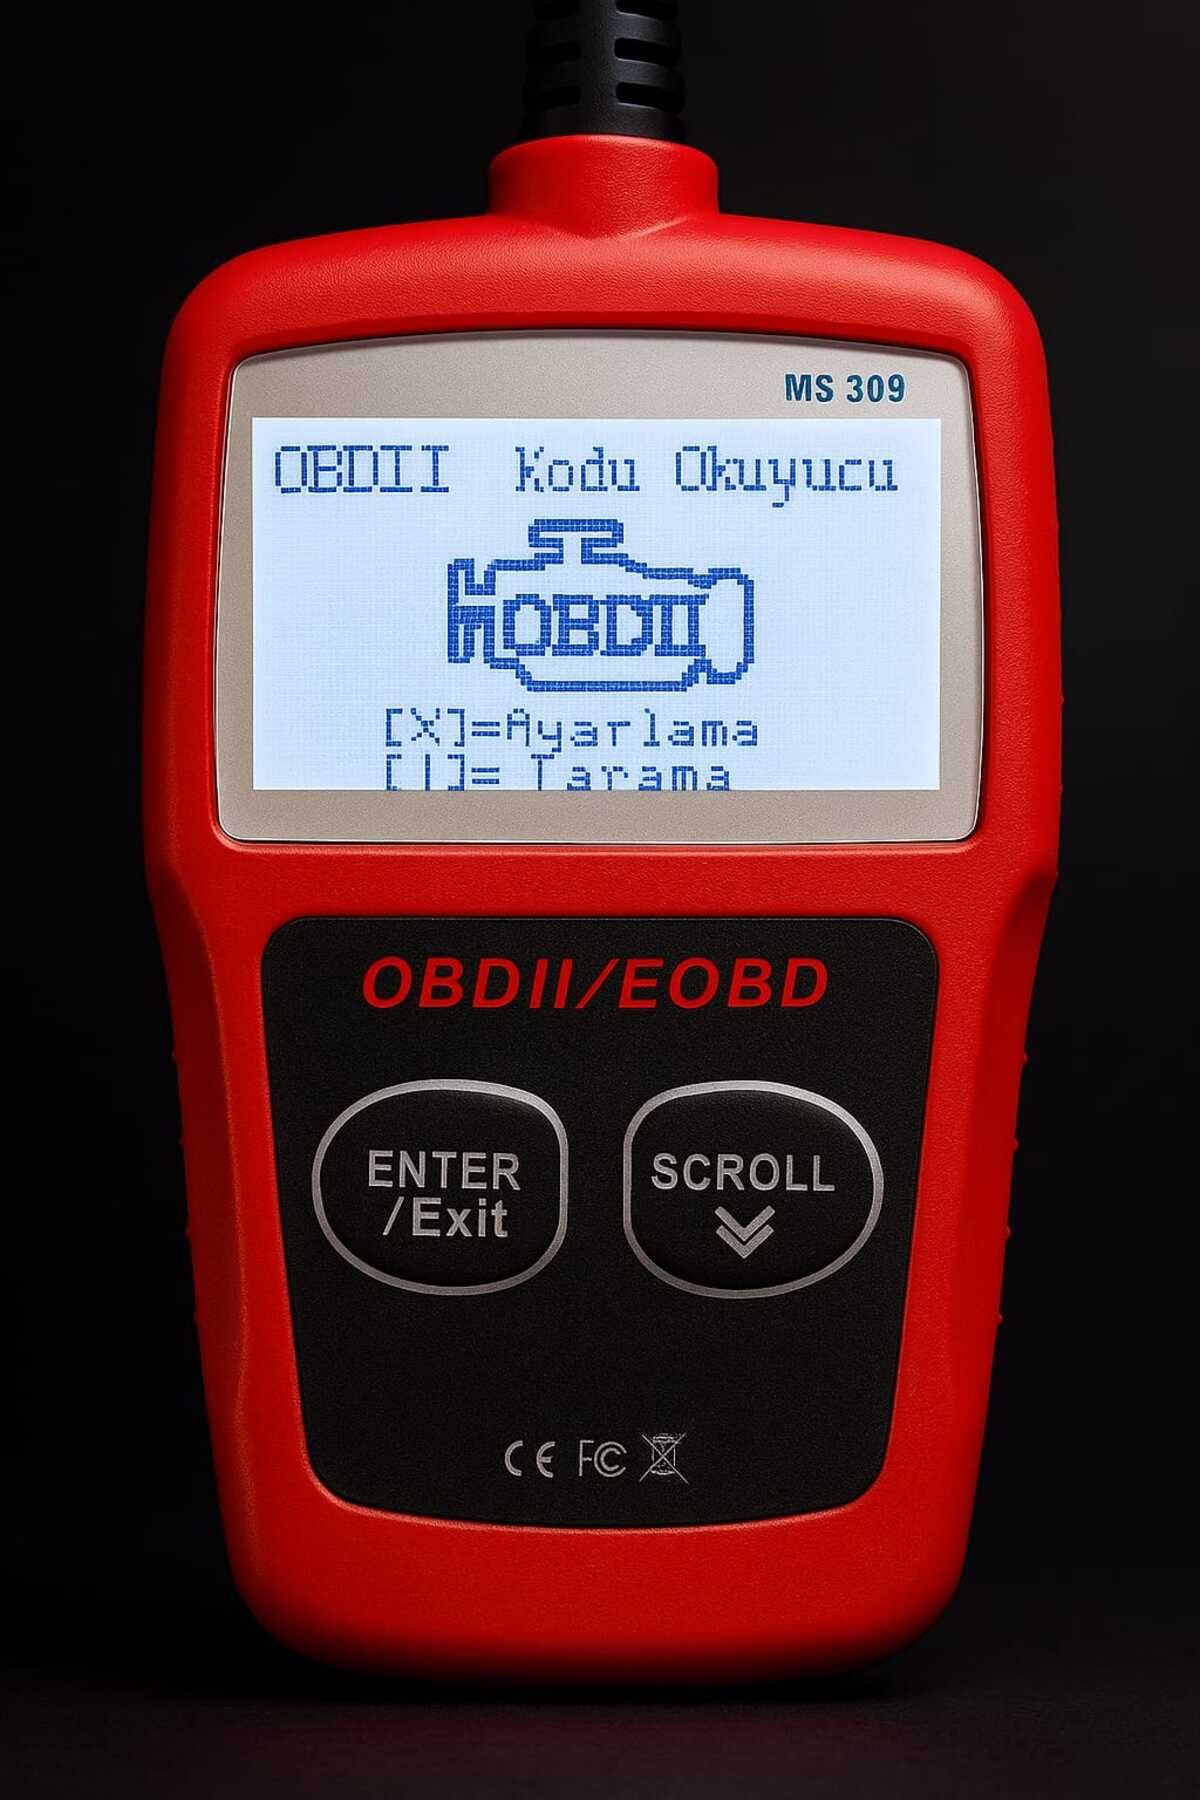 MS 309
OBDII Kodu Okuyucu
OBDII
[X]=Ayarlama
[ ]= Tarama
OBDII/EOBD
ENTER
/Exit
SCROLL
CE FC